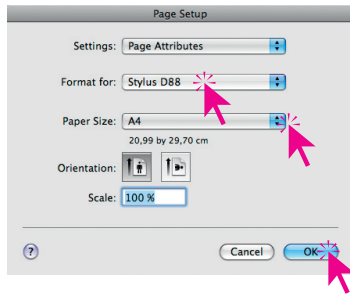 Page Setup
Settings: Page Attributes
Format for: Stylus D88
Paper Size: A4
20,99 by 29,70 cm
Orientation:
Scale: 100 %
? Cancel OK